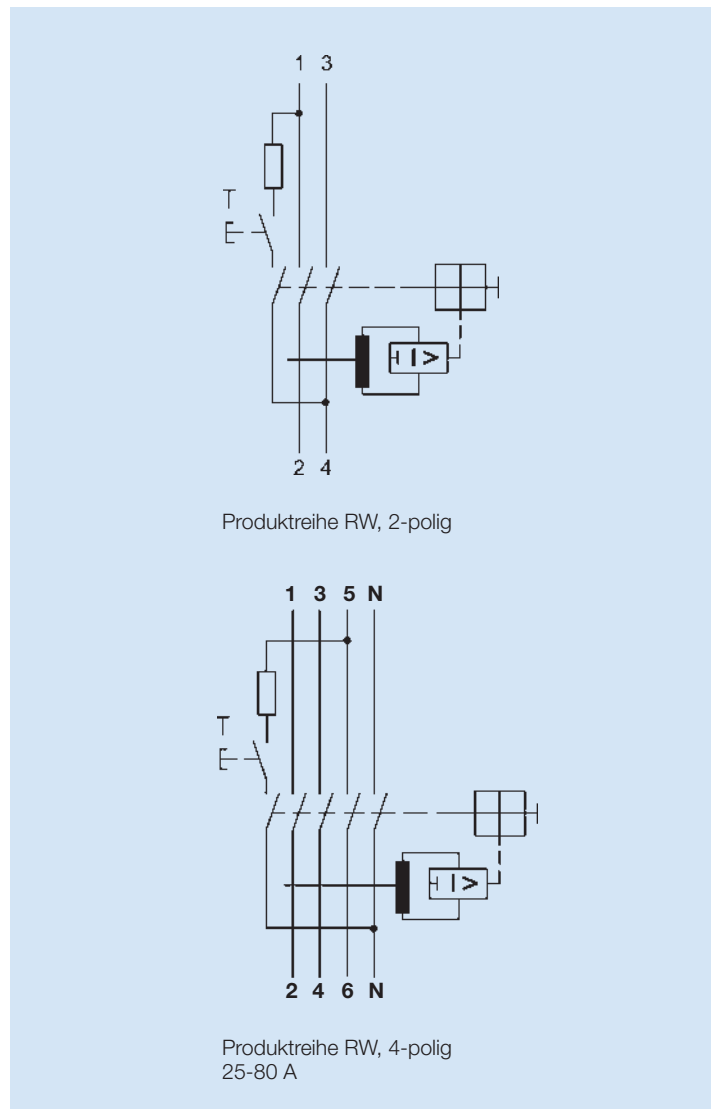 1 3
T
I >
2 4
Produktreihe RW, 2-polig
1 3 5 N
T
I >
2 4 6 N
Produktreihe RW, 4-polig
25-80 A